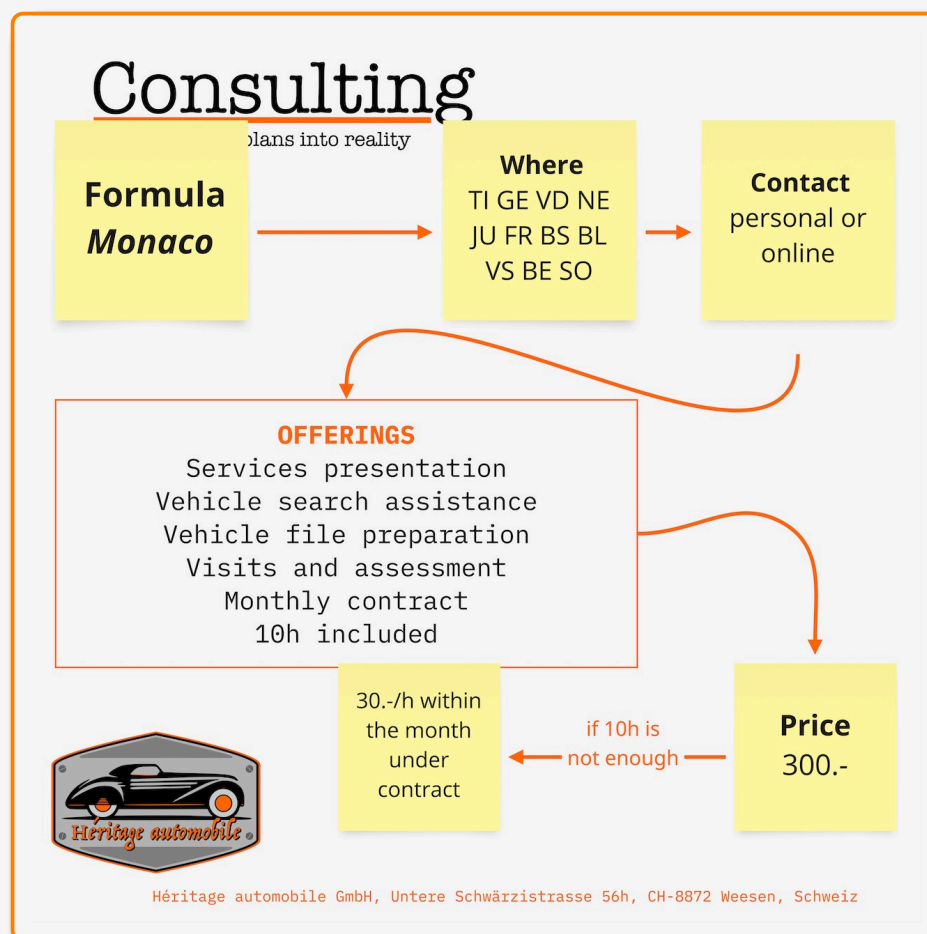 Consulting
plans into reality
Formula
Monaco
Where
TI GE VD NE
JU FR BS BL
VS BE SO
Contact
personal or
online
OFFERINGS
Services presentation
Vehicle search assistance
Vehicle file preparation
Visits and assessment
Monthly contract
10h included
30.-/h within
the month
under
contract
if 10h is
not enough
Price
300.-
Héritage automobile
Héritage automobile GmbH, Untere Schwärzistrasse 56h, CH-8872 Weesen, Schweiz